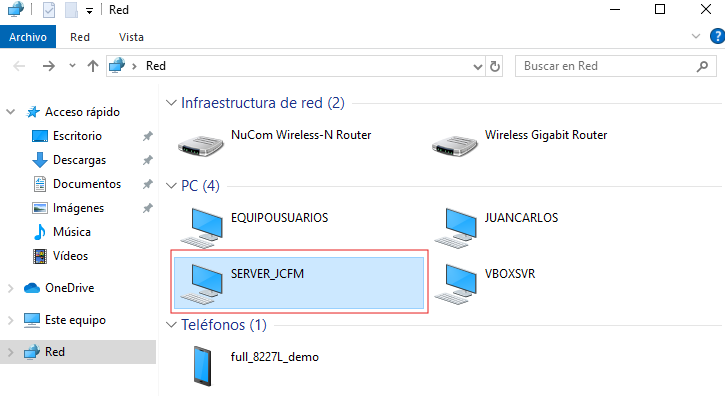 Red
Archivo Red Vista
Red
Buscar en Red
Acceso rápido
Escritorio
Descargas
Documentos
Imágenes
Música
Vídeos
OneDrive
Este equipo
Red
Infraestructura de red (2)
NuCom Wireless-N Router
Wireless Gigabit Router
PC (4)
EQUIPOUSUARIOS
JUANCARLOS
SERVER_JCFM
VBOXSVR
Teléfonos (1)
full_8227L_demo